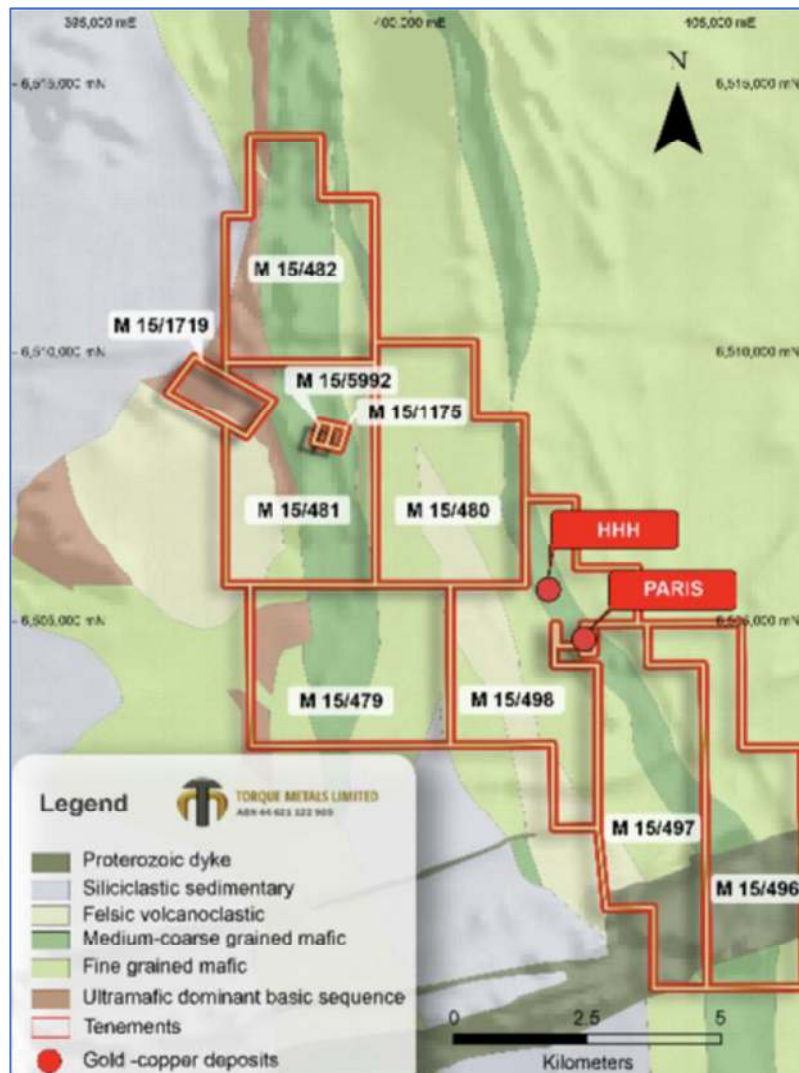 395,000 mE 400,000 mE 405,000 mE
N
6,515,000 mN 6,515,000 mN
M 15/482
M 15/1719
6,510,000 mN 6,510,000 mN
M 15/5992
M 15/1175
M 15/481 M 15/480
HHH
PARIS
6,505,000 mN 6,505,000 mN
M 15/479 M 15/498
M 15/497
M 15/496
Legend
TORQUE METALS LIMITED
Proterozoic dyke
Siliciclastic sedimentary
Felsic volcanoclastic
Medium-coarse grained mafic
Fine grained mafic
Ultramafic dominant basic sequence
Tenements
Gold -copper deposits
0 2.5 5
Kilometers